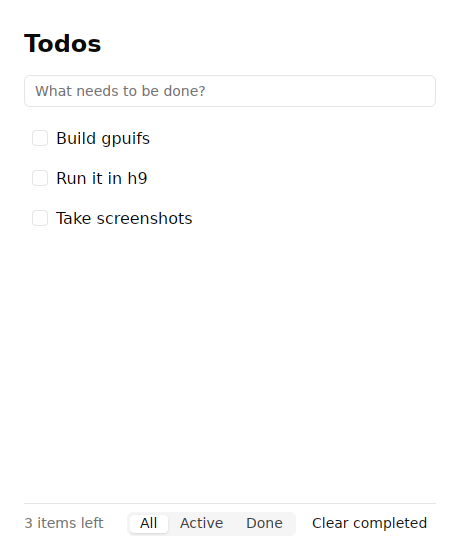 Todos
What needs to be done?
Build gpuifs
Run it in h9
Take screenshots
3 items left All Active Done Clear completed